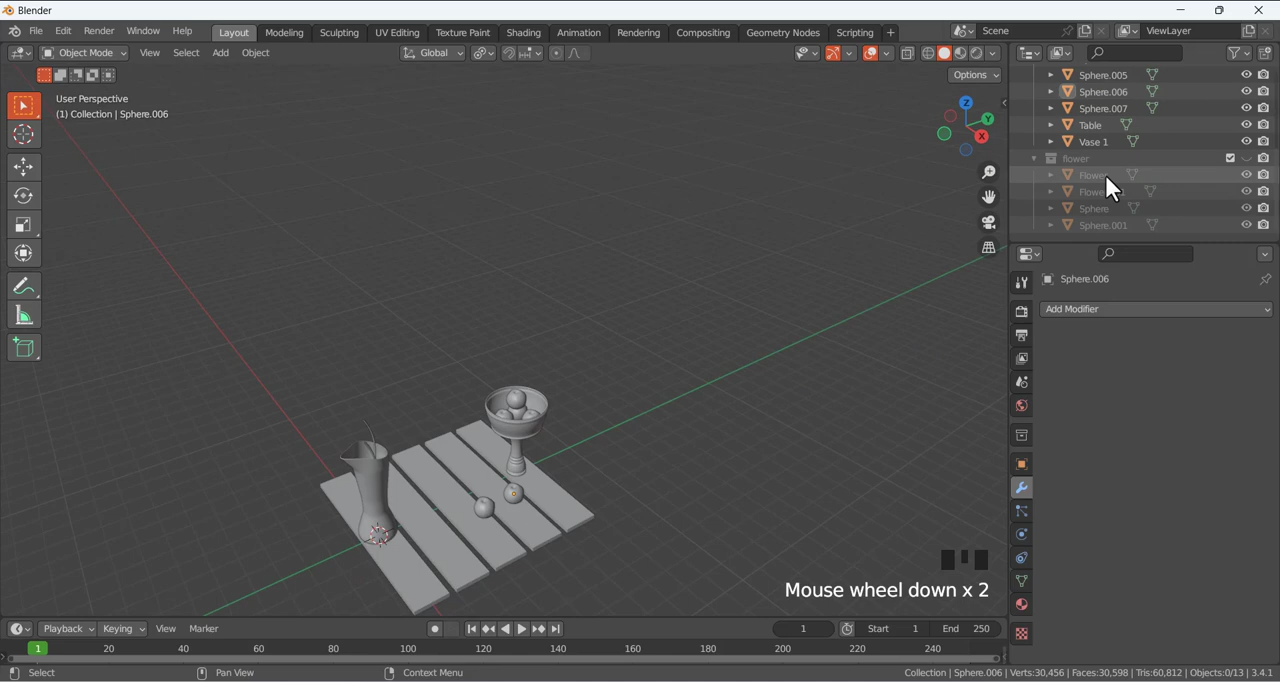 Blender
File Edit Render Window Help Layout Modeling Sculpting UV Editing Texture Paint Shading Animation Rendering Compositing Geometry Nodes Scripting + Scene ViewLayer
Object Mode View Select Add Object Global
Options
User Perspective
(1) Collection | Sphere.006
Z
Y
X
Sphere.005
Sphere.006
Sphere.007
Table
Vase 1
flower
Flower
Flower
Sphere
Sphere.001
Sphere.006
Add Modifier
Mouse wheel down x 2
Playback Keying View Marker 1 Start 1 End 250
1 20 40 60 80 100 120 140 160 180 200 220 240
Select Pan View Context Menu Collection | Sphere.006 | Verts:30,456 | Faces:30,598 | Tris:60,812 | Objects:0/13 | 3.4.1